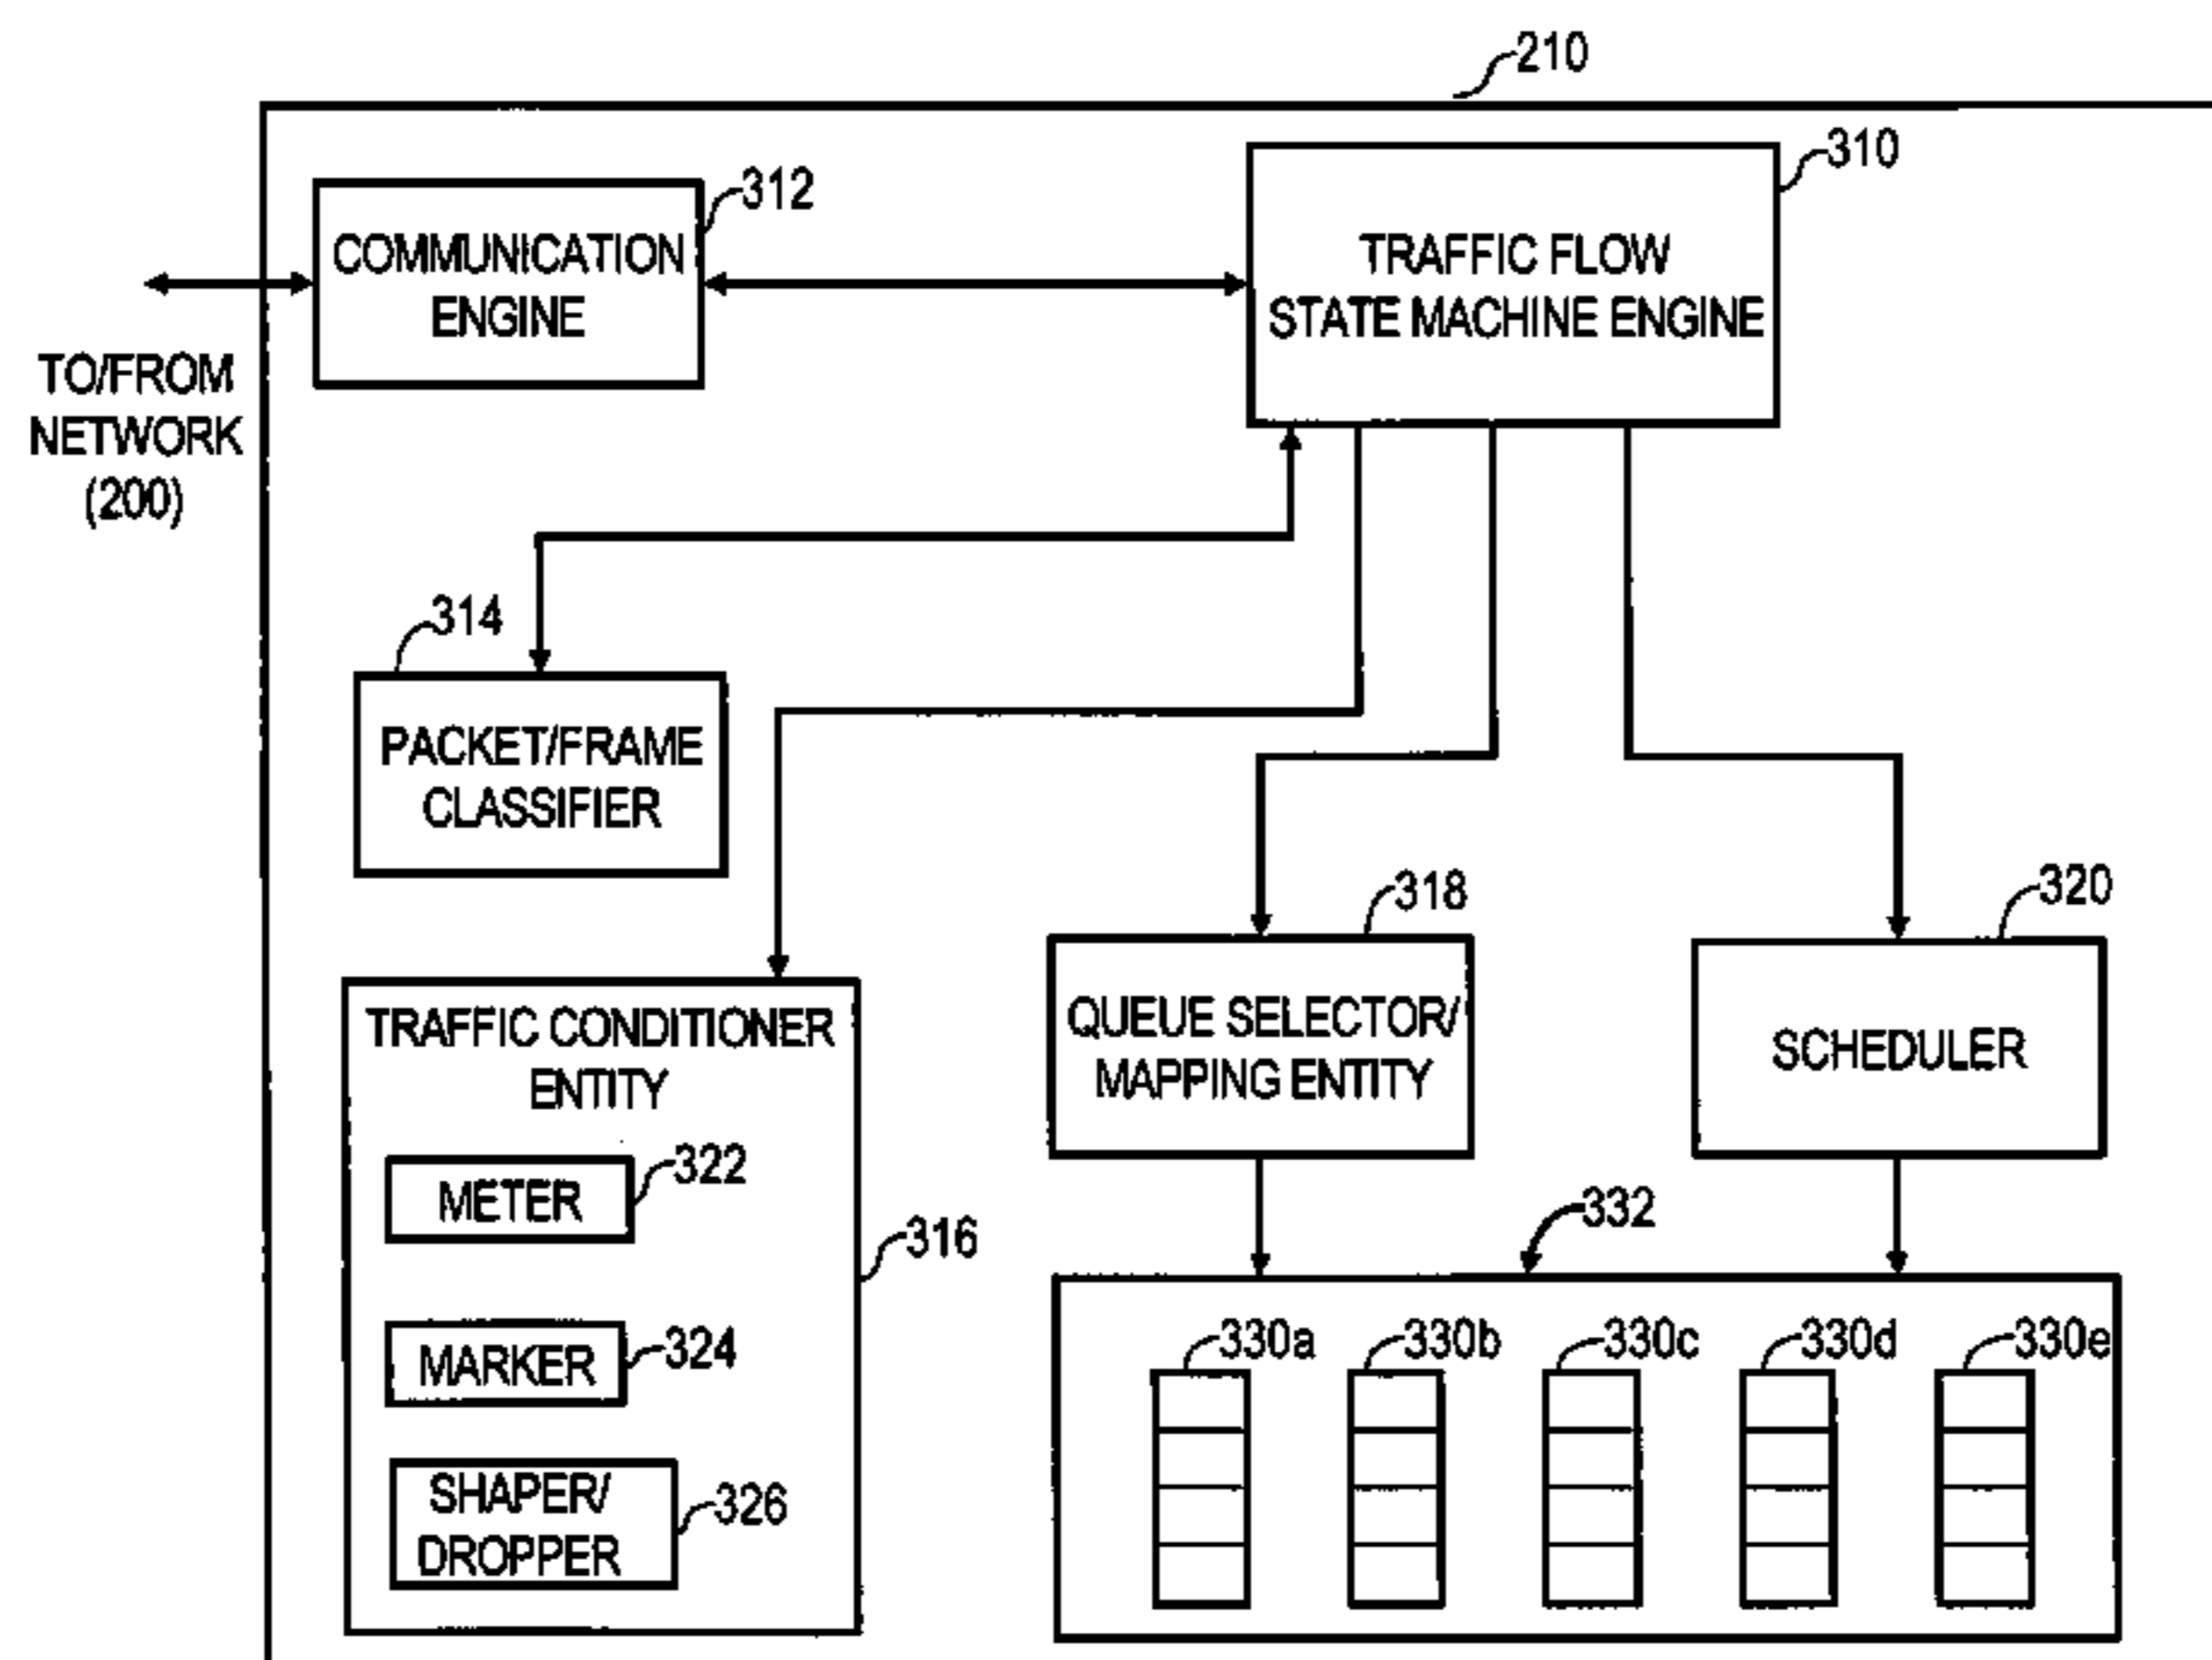 210
310
312
COMMUNICATION
ENGINE
TRAFFIC FLOW
STATE MACHINE ENGINE
TO/FROM
NETWORK
(200)
314
PACKET/FRAME
CLASSIFIER
318
320
QUEUE SELECTOR/
MAPPING ENTITY
SCHEDULER
TRAFFIC CONDITIONER
ENTITY
322
METER
316
332
324
MARKER
330a 330b 330c 330d 330e
SHAPER/
DROPPER
326